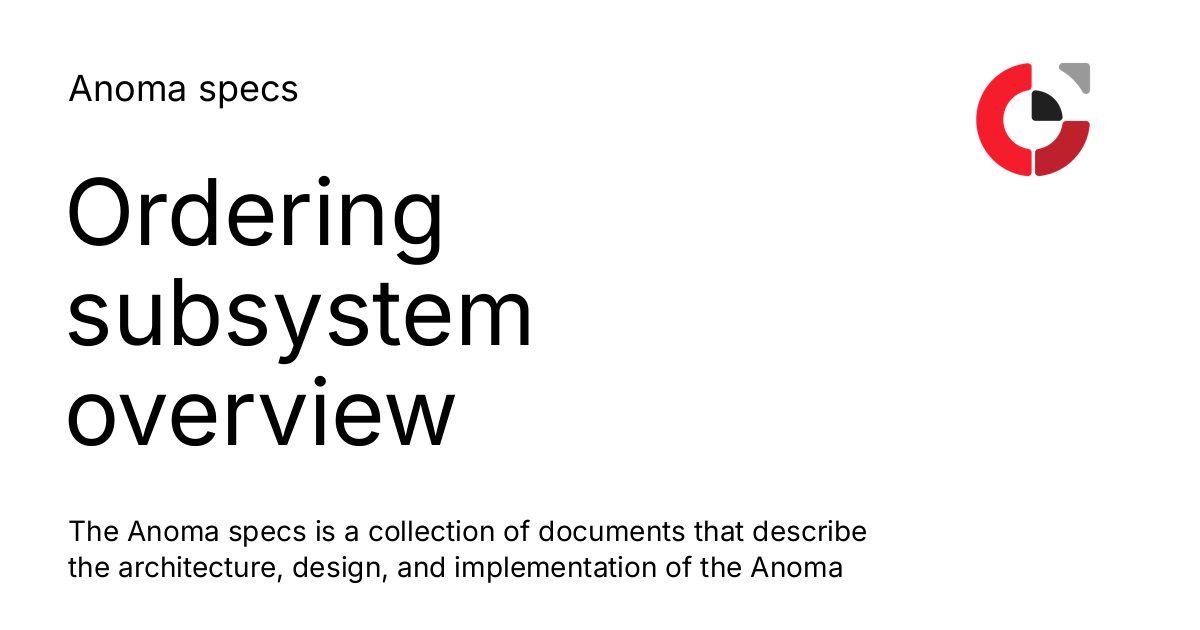 Anoma specs
Ordering
subsystem
overview
The Anoma specs is a collection of documents that describe
the architecture, design, and implementation of the Anoma